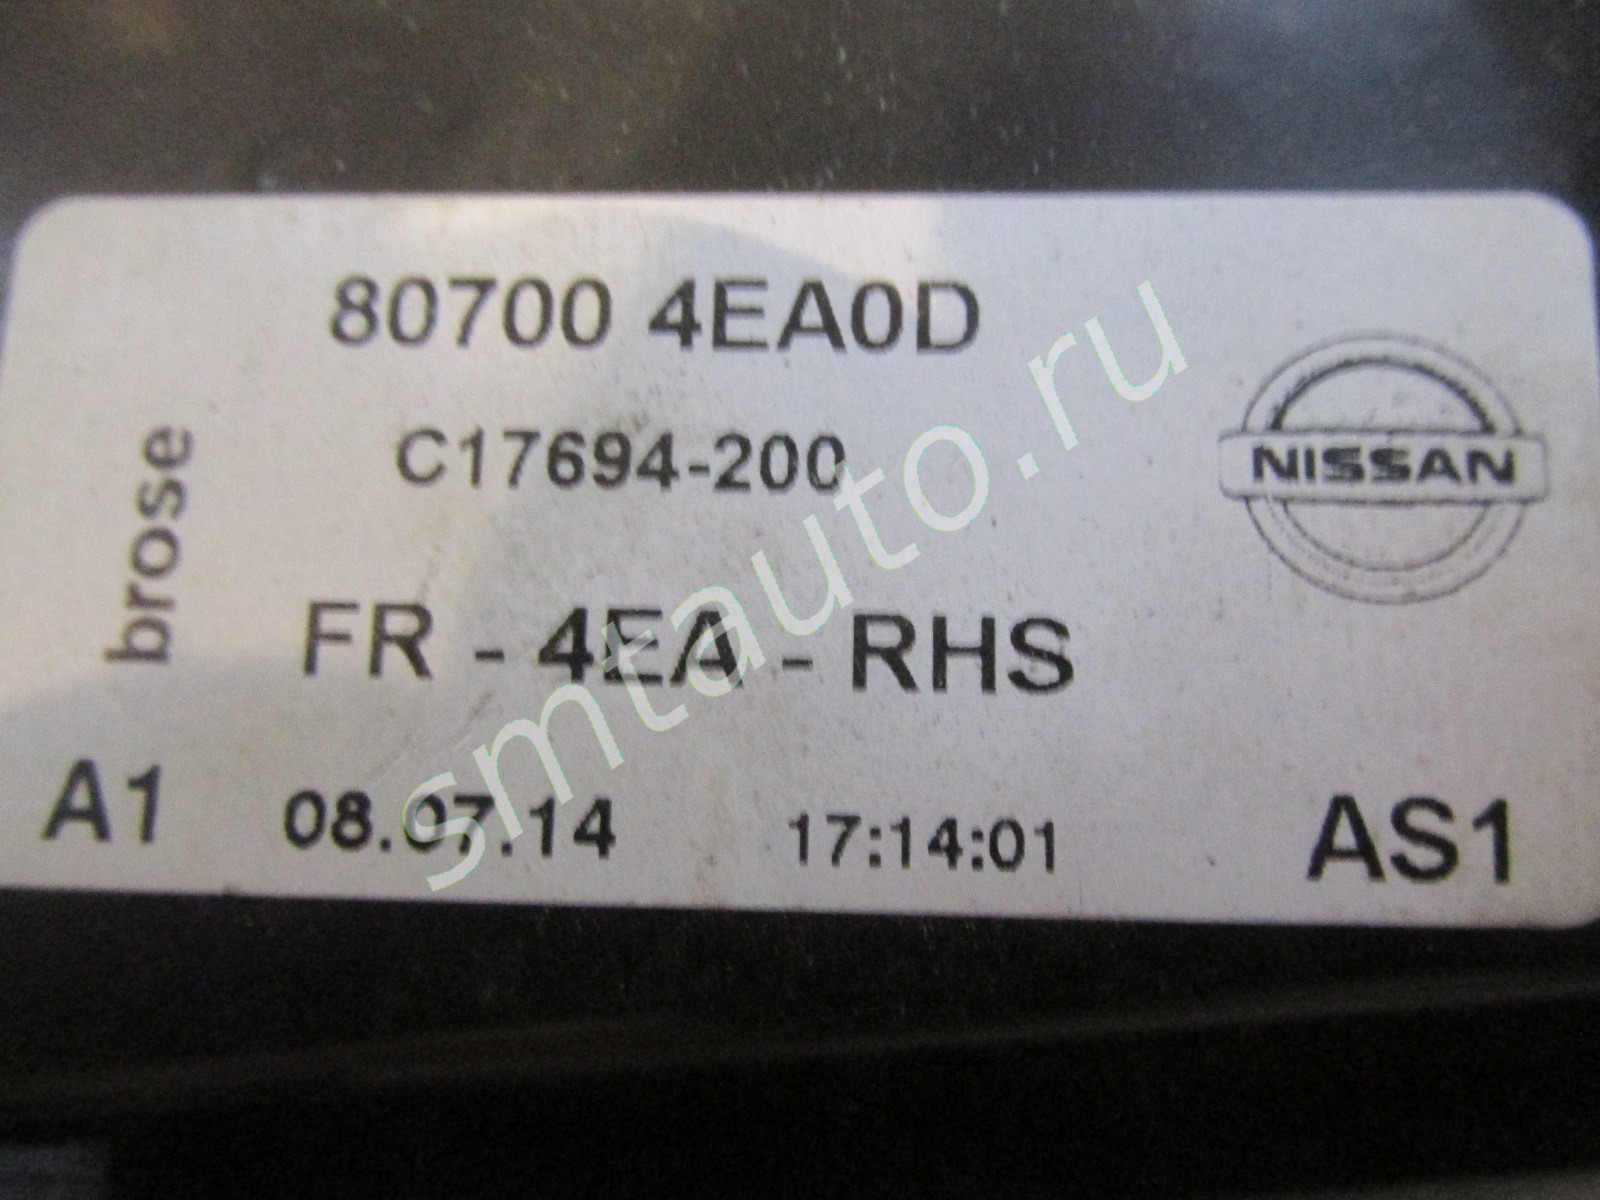 80700 4EA0D
C17694-200
NISSAN
brose
FR - 4EA - RHS
A1 08.07.14 17:14:01 AS1
smtauto.ru